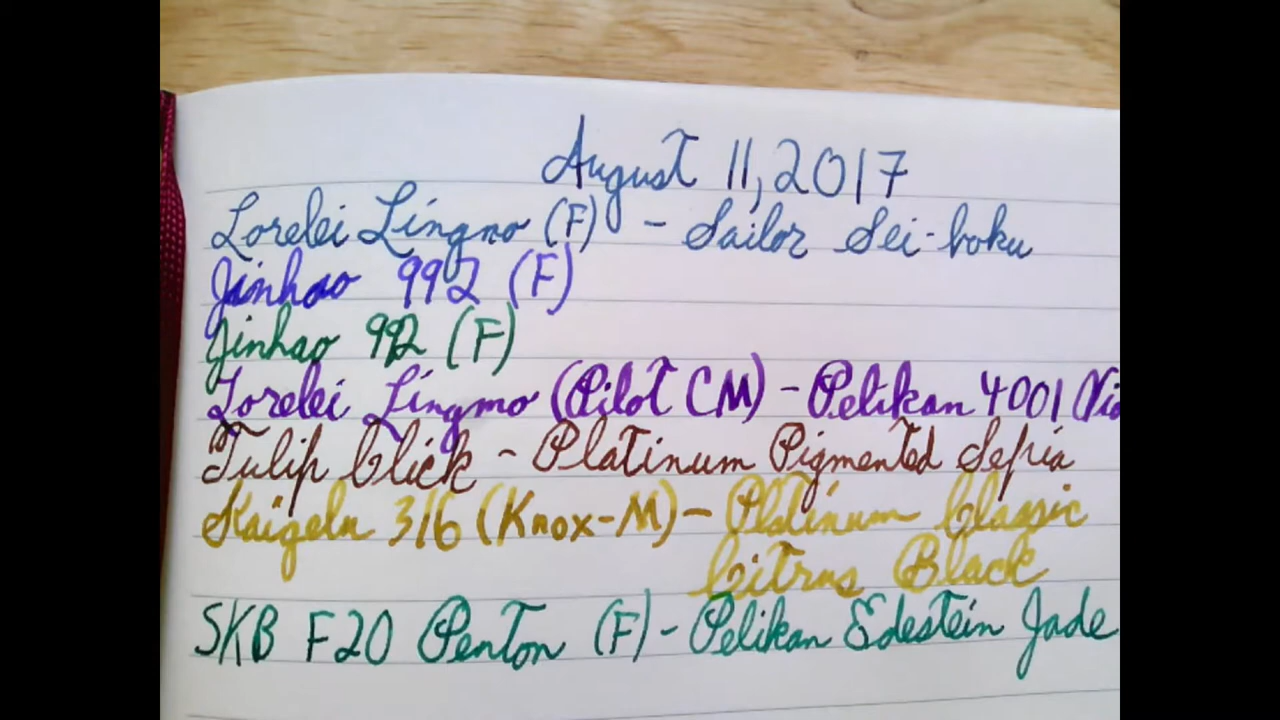 August 11, 2017
Lorelei Lingmo (F) - Sailor Sei-boku
Jinhao 992 (F)
Jinhao 992 (F)
Lorelei Lingmo (Pilot CM) - Pelikan 4001 Vio
Tulip Click - Platinum Pigmented Sepia
Kaigelu 316 (Knox-M) - Platinum Classic
Citrus Black
SKB F20 Penton (F) - Pelikan Edestein Jade